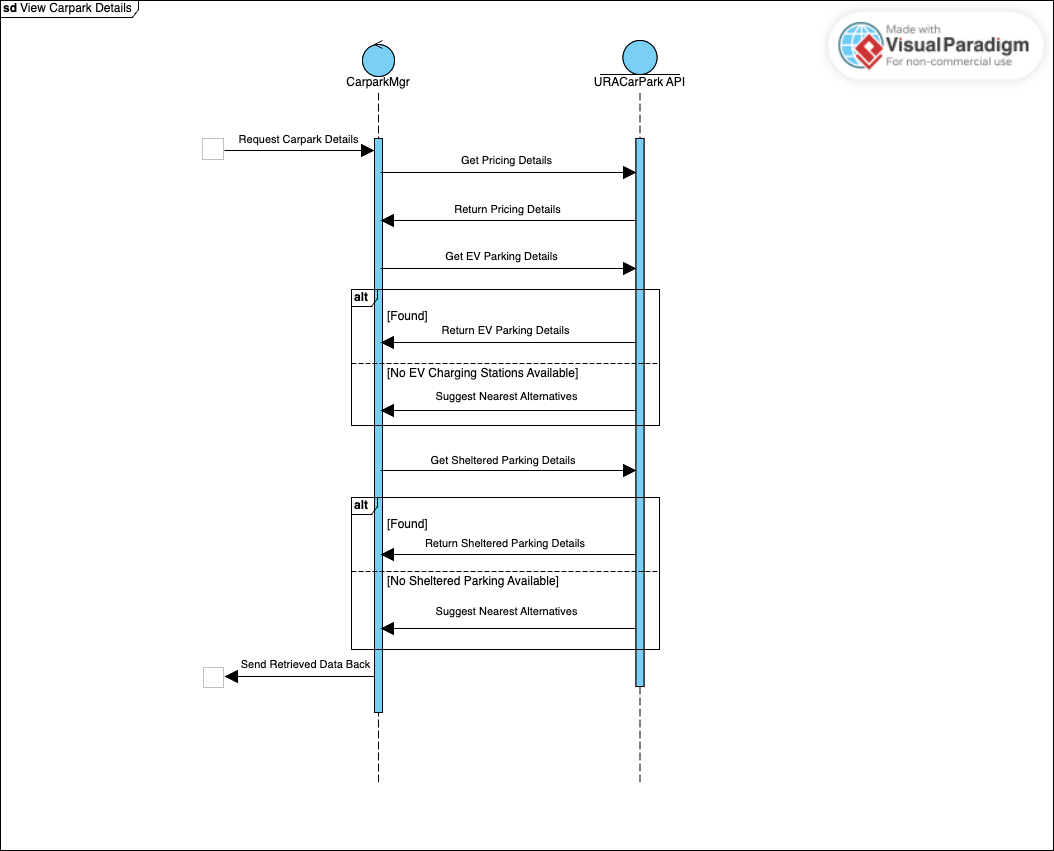 sd View Carpark Details
Made with
VisualParadigm
For non-commercial use
CarparkMgr
URACarPark API
Request Carpark Details
Get Pricing Details
Return Pricing Details
Get EV Parking Details
alt
[Found]
Return EV Parking Details
[No EV Charging Stations Available]
Suggest Nearest Alternatives
Get Sheltered Parking Details
alt
[Found]
Return Sheltered Parking Details
[No Sheltered Parking Available]
Suggest Nearest Alternatives
Send Retrieved Data Back